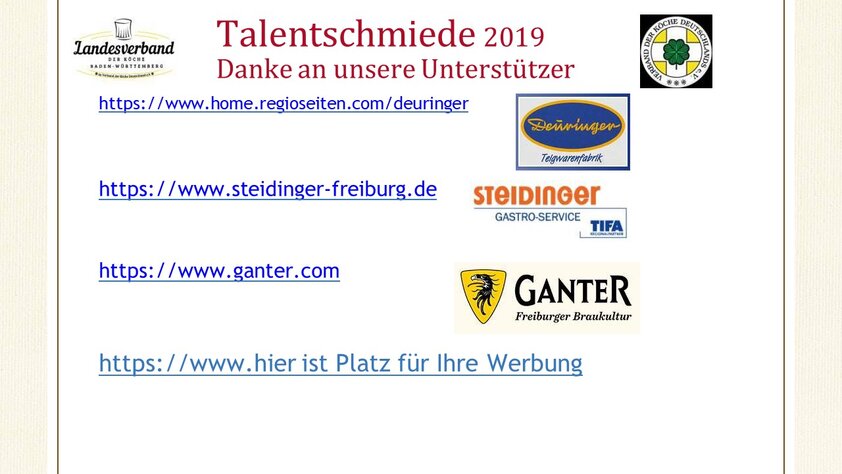 Landesverband
DER KÖCHE
BADEN-WÜRTTEMBERG
Talentschmiede 2019
Danke an unsere Unterstützer
VERBAND DER KÖCHE DEUTSCHLANDS e.V.
https://www.home.regioseiten.com/deuringer
Deuringer
Teigwarenfabrik
https://www.steidinger-freiburg.de
STEIDINGER
GASTRO-SERVICE
TIFA
https://www.ganter.com
GANTER
Freiburger Braukultur
https://www.hier ist Platz für Ihre Werbung